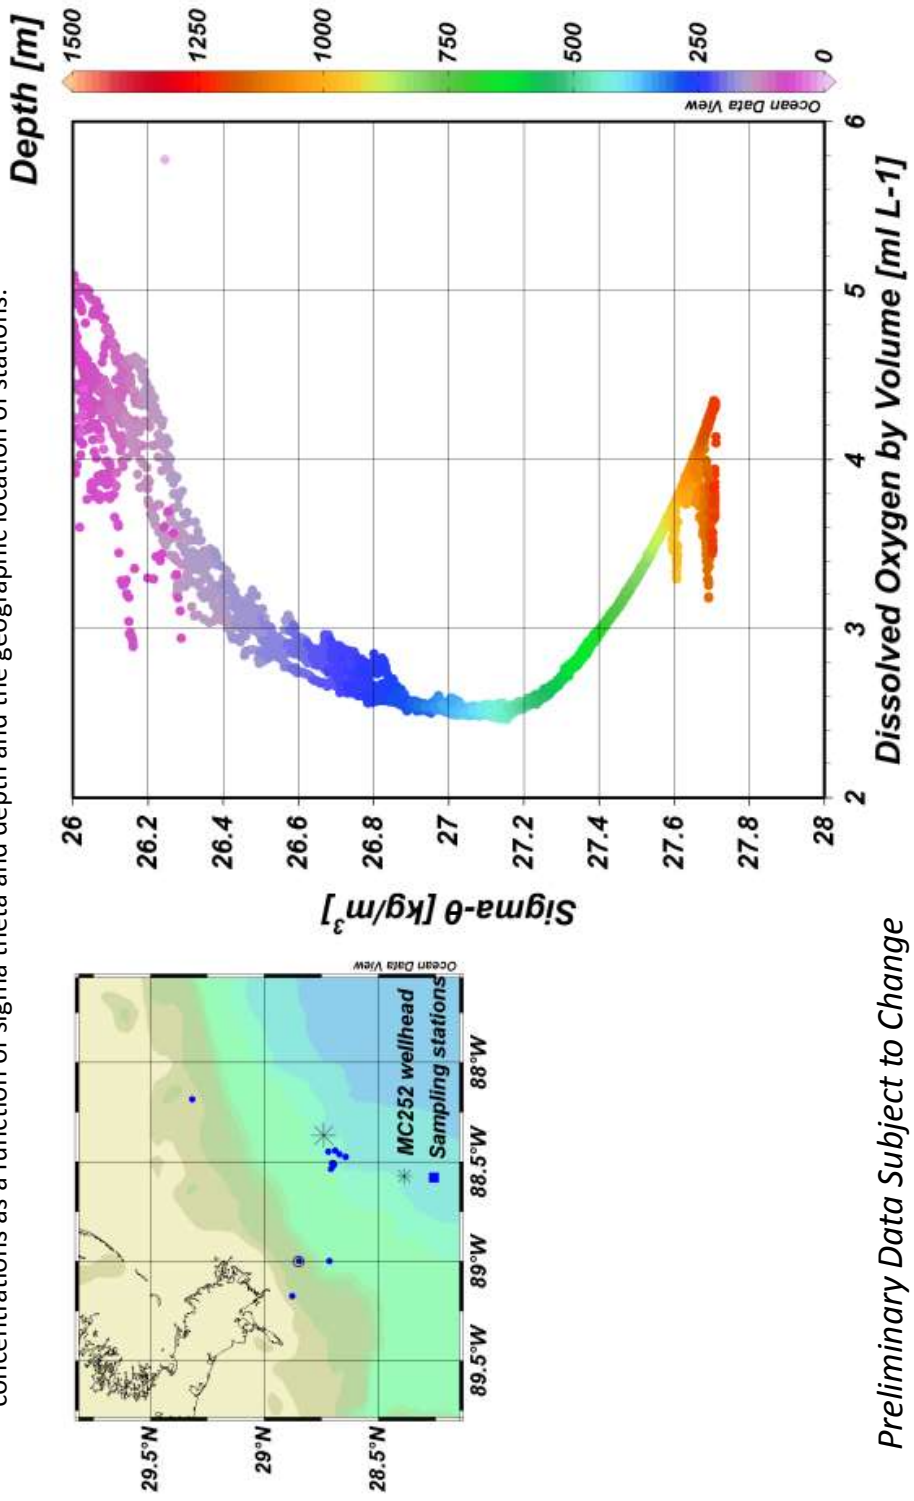 concentrations as a function of sigma theta and depth and the geographic location of stations.
29.5°N
29°N
28.5°N
89.5°W
89°W
88.5°W
88°W
MC252 wellhead
Sampling stations
Ocean Data View
Sigma-θ [kg/m³]
26
26.2
26.4
26.6
26.8
27
27.2
27.4
27.6
27.8
28
2
3
4
5
6
Dissolved Oxygen by Volume [ml L-1]
Depth [m]
1500
1250
1000
750
500
250
0
Ocean Data View
Preliminary Data Subject to Change